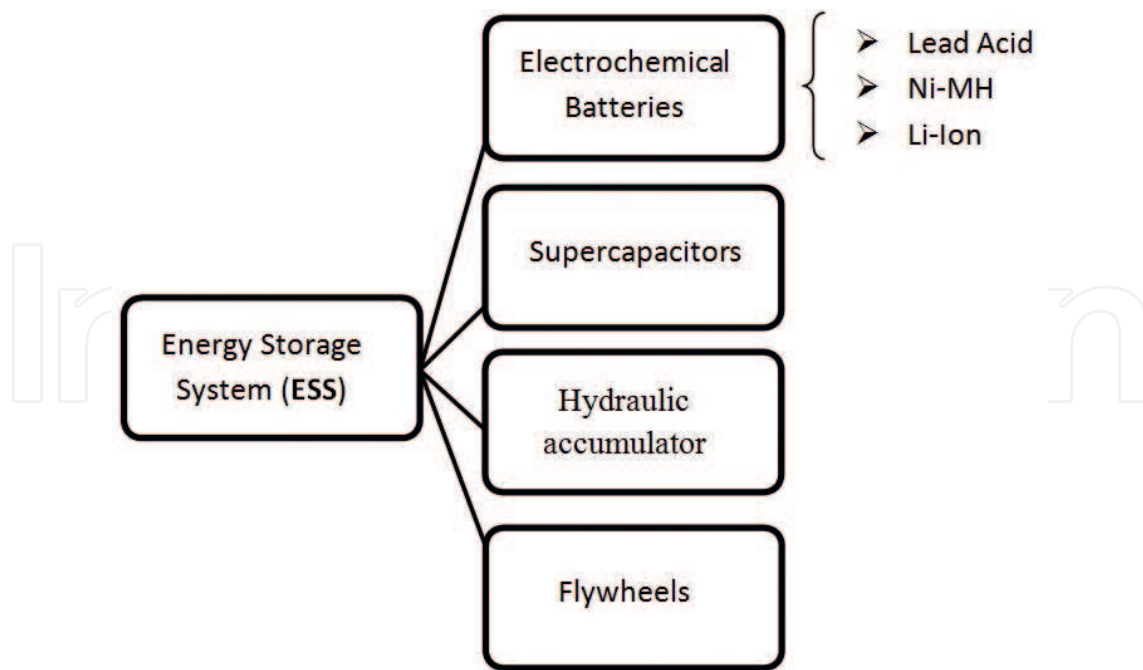 Electrochemical
Batteries
➢ Lead Acid
➢ Ni-MH
➢ Li-Ion
Supercapacitors
Energy Storage
System (ESS)
Hydraulic
accumulator
Flywheels